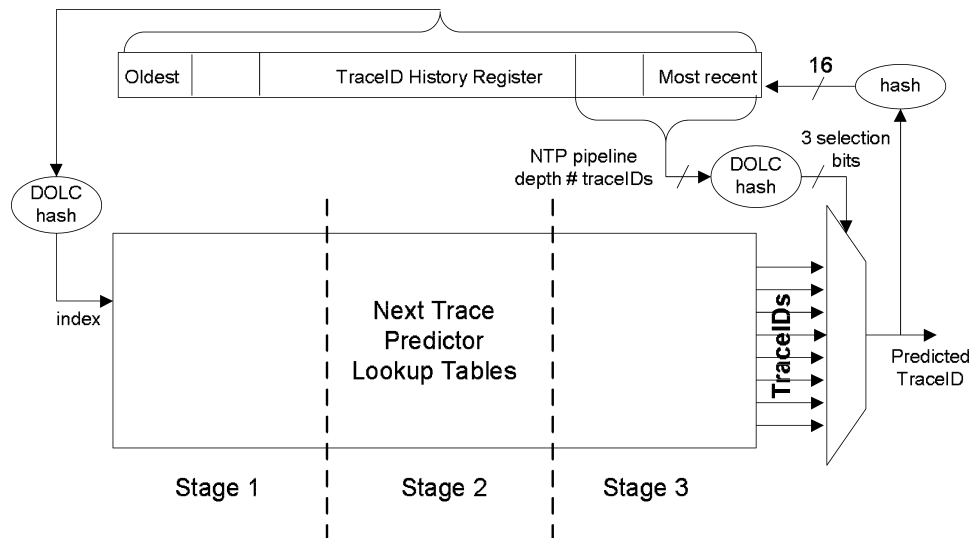 Oldest
TraceID History Register
Most recent
16
hash
3 selection
bits
NTP pipeline
depth # traceIDs
DOLC
hash
DOLC
hash
index
Next Trace
Predictor
Lookup Tables
TraceIDs
Predicted
TraceID
Stage 1
Stage 2
Stage 3